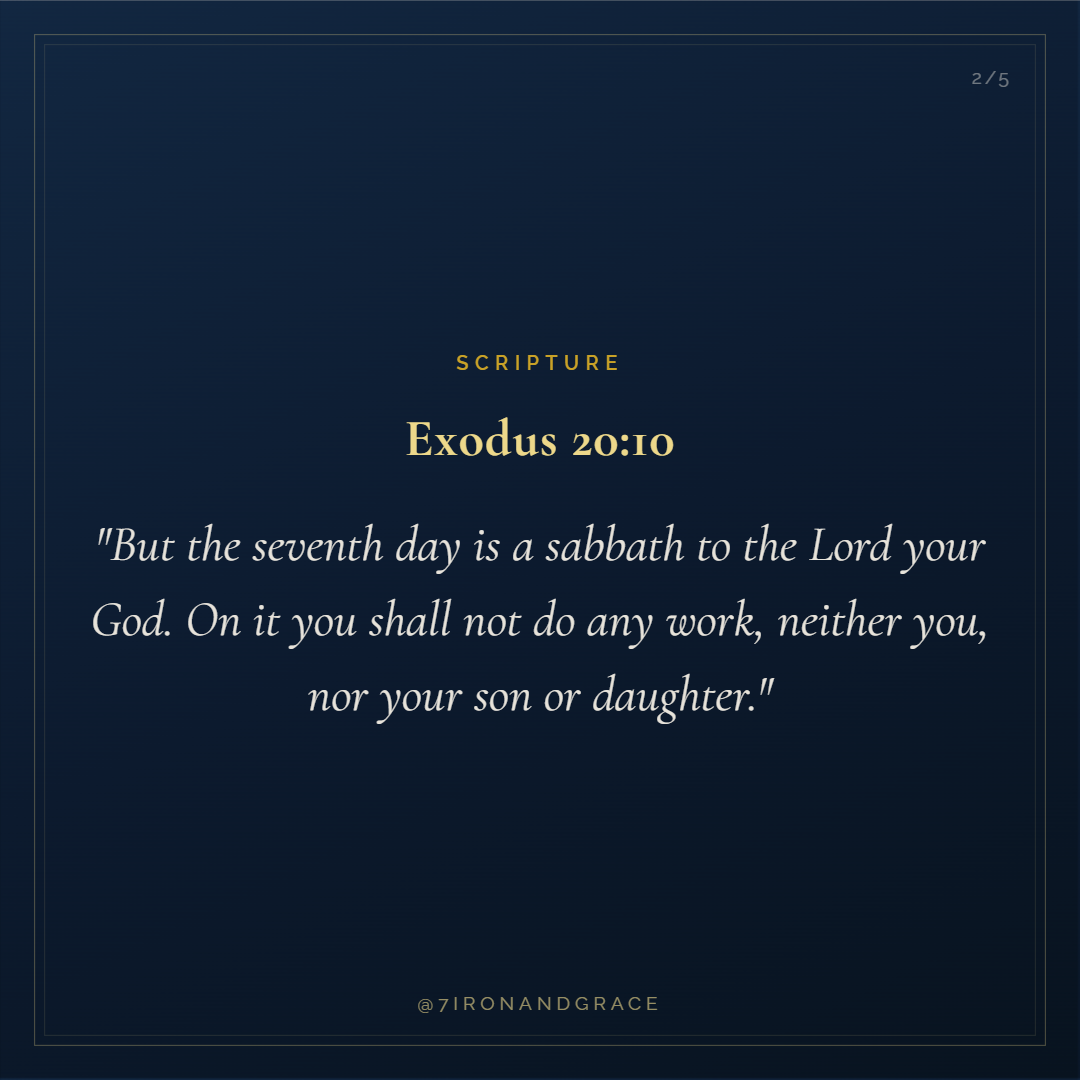 2/5
SCRIPTURE
Exodus 20:10
"But the seventh day is a sabbath to the Lord your
God. On it you shall not do any work, neither you,
nor your son or daughter."
@7IRONANDGRACE